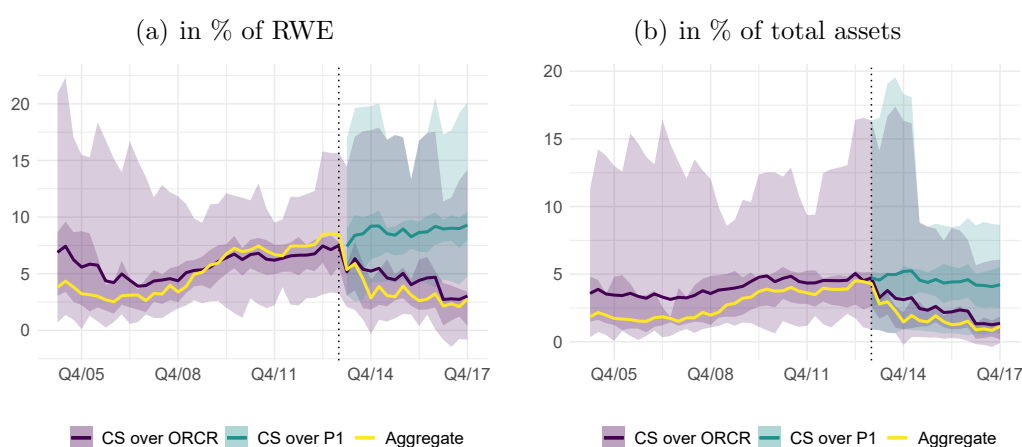 (a) in % of RWE
20
15
10
5
0
Q4/05 Q4/08 Q4/11 Q4/14 Q4/17
CS over ORCR CS over P1 Aggregate
(b) in % of total assets
20
15
10
5
0
Q4/05 Q4/08 Q4/11 Q4/14 Q4/17
CS over ORCR CS over P1 Aggregate